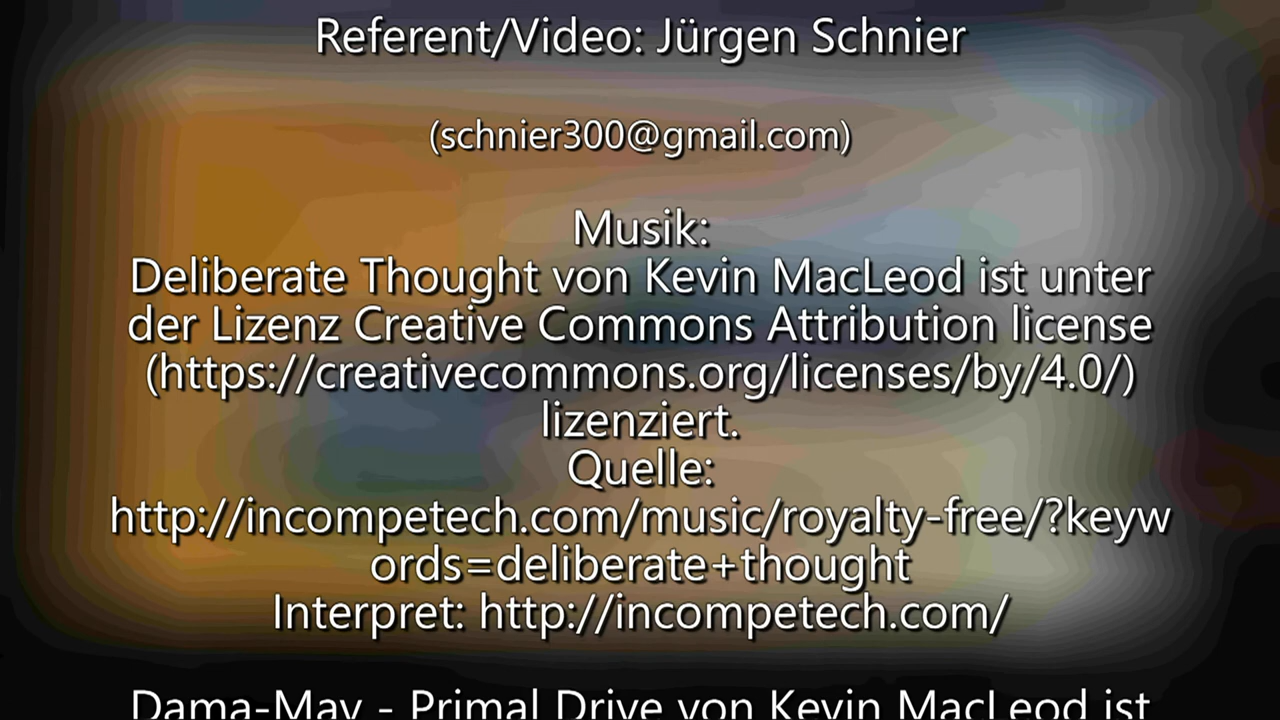 Referent/Video: Jürgen Schnier
(schnier300@gmail.com)
Musik:
Deliberate Thought von Kevin MacLeod ist unter
der Lizenz Creative Commons Attribution license
(https://creativecommons.org/licenses/by/4.0/)
lizenziert.
Quelle:
http://incompetech.com/music/royalty-free/?keyw
ords=deliberate+thought
Interpret: http://incompetech.com/
Dama-May - Primal Drive von Kevin MacLeod ist